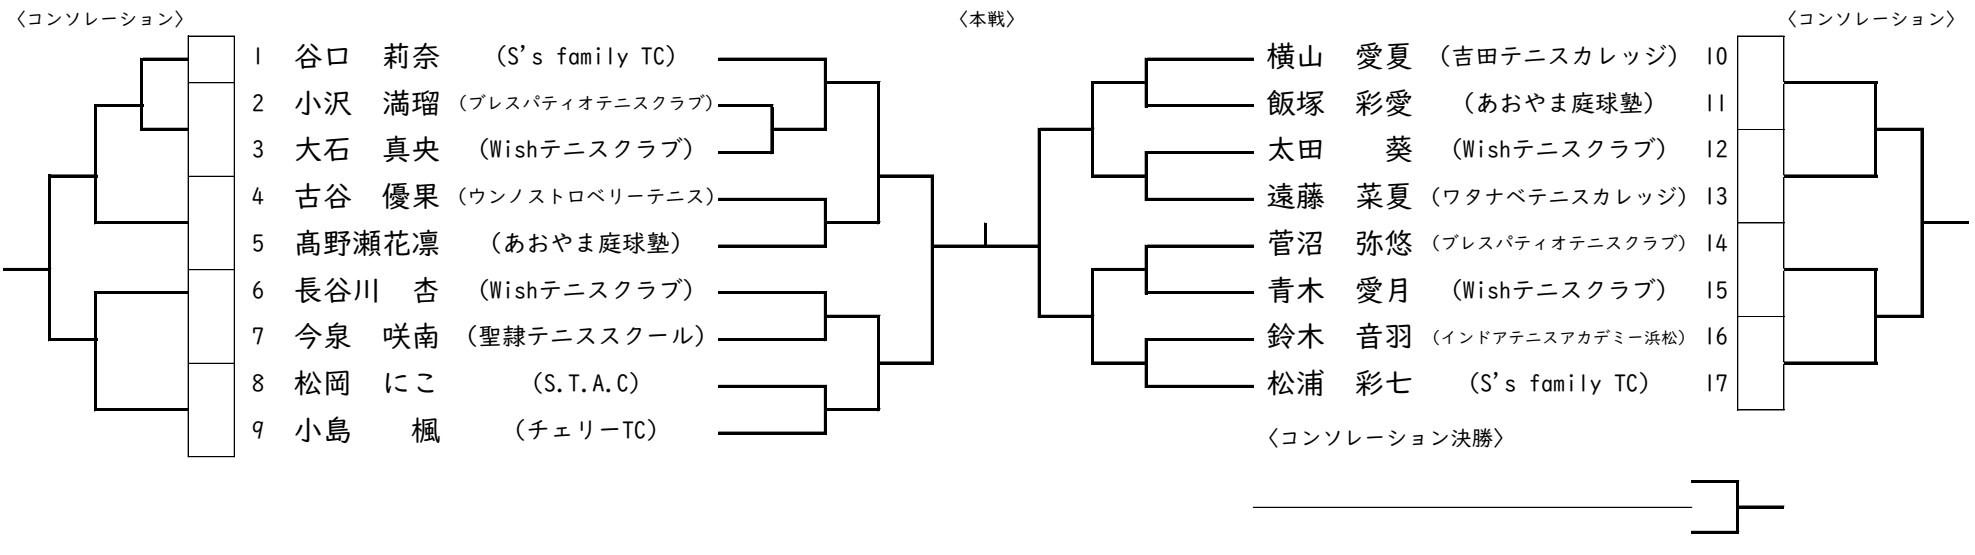 〈コンソレーション〉
〈本戦〉
〈コンソレーション〉
1 谷口 莉奈 (S's family TC)
2 小沢 満瑠 (ブレスパティオテニスクラブ)
3 大石 真央 (Wishテニスクラブ)
4 古谷 優果 (ウンノストロベリーテニス)
5 髙野瀬花凛 (あおやま庭球塾)
6 長谷川 杏 (Wishテニスクラブ)
7 今泉 咲南 (聖隷テニススクール)
8 松岡 にこ (S.T.A.C)
9 小島 楓 (チェリーTC)
横山 愛夏 (吉田テニスカレッジ) 10
飯塚 彩愛 (あおやま庭球塾) 11
太田 葵 (Wishテニスクラブ) 12
遠藤 菜夏 (ワタナベテニスカレッジ) 13
菅沼 弥悠 (ブレスパティオテニスクラブ) 14
青木 愛月 (Wishテニスクラブ) 15
鈴木 音羽 (インドアテニスアカデミー浜松) 16
松浦 彩七 (S's family TC) 17
〈コンソレーション決勝〉